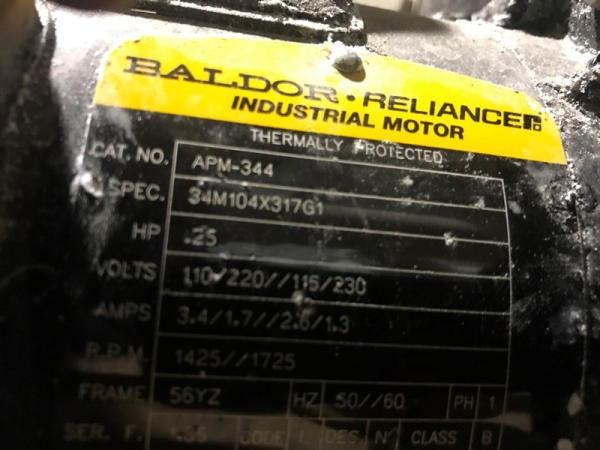 BALDOR • RELIANCE
INDUSTRIAL MOTOR
THERMALLY PROTECTED
CAT. NO. APM-344
SPEC. 34M104X317G1
HP .25
VOLTS 110/220//115/230
AMPS 3.4/1.7//2.6/1.3
R.P.M. 1425//1725
FRAME 56YZ HZ 50//60 PH 1
SER. F. 1.35 CODE L DES N CLASS B